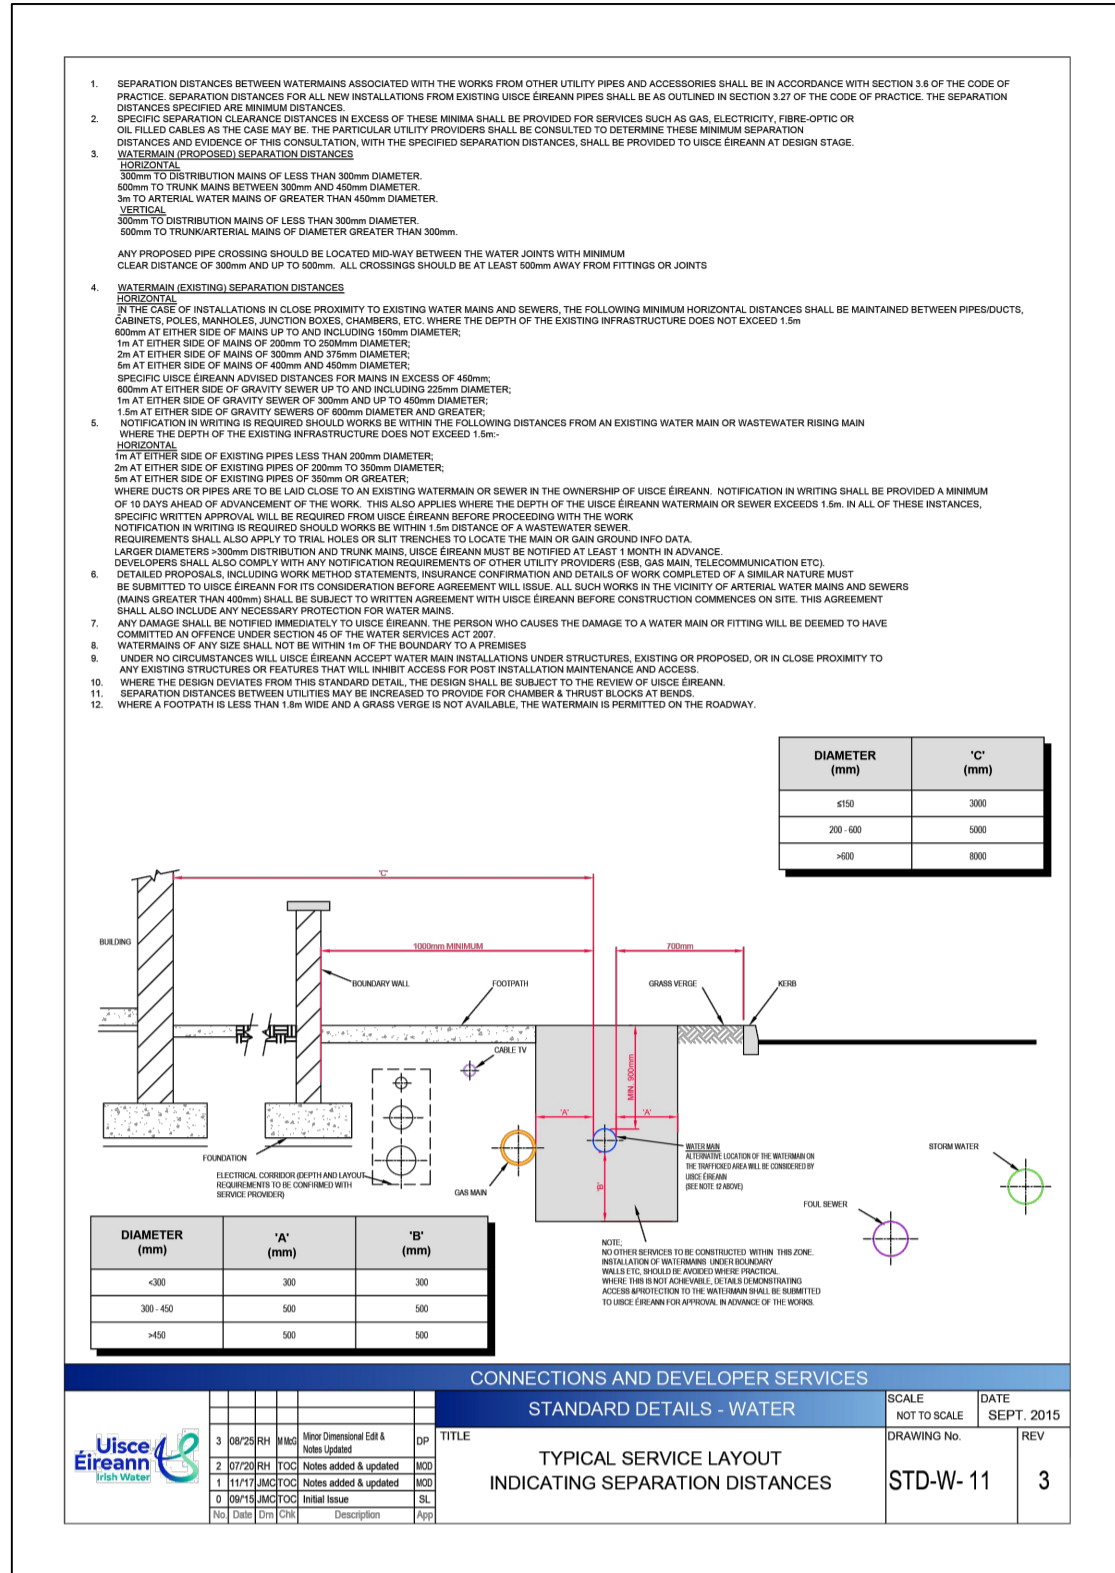 1. SEPARATION DISTANCES BETWEEN WATERMAINS ASSOCIATED WITH THE WORKS FROM OTHER UTILITY PIPES AND ACCESSORIES SHALL BE IN ACCORDANCE WITH SECTION 3.6 OF THE CODE OF
PRACTICE. SEPARATION DISTANCES FOR ALL NEW INSTALLATIONS FROM EXISTING UISCE ÉIREANN PIPES SHALL BE AS OUTLINED IN SECTION 3.27 OF THE CODE OF PRACTICE. THE SEPARATION
DISTANCES SPECIFIED ARE MINIMUM DISTANCES.
2. SPECIFIC SEPARATION CLEARANCE DISTANCES IN EXCESS OF THESE MINIMA SHALL BE PROVIDED FOR SERVICES SUCH AS GAS, ELECTRICITY, FIBRE-OPTIC OR
OIL FILLED CABLES AS THE CASE MAY BE. THE PARTICULAR UTILITY PROVIDERS SHALL BE CONSULTED TO DETERMINE THESE MINIMUM SEPARATION
DISTANCES AND EVIDENCE OF THIS CONSULTATION, WITH THE SPECIFIED SEPARATION DISTANCES, SHALL BE PROVIDED TO UISCE ÉIREANN AT DESIGN STAGE.
3. WATERMAIN (PROPOSED) SEPARATION DISTANCES
HORIZONTAL
300mm TO DISTRIBUTION MAINS OF LESS THAN 300mm DIAMETER.
500mm TO TRUNK MAINS BETWEEN 300mm AND 450mm DIAMETER.
3m TO ARTERIAL WATER MAINS OF GREATER THAN 450mm DIAMETER.
VERTICAL
300mm TO DISTRIBUTION MAINS OF LESS THAN 300mm DIAMETER.
500mm TO TRUNK/ARTERIAL MAINS OF DIAMETER GREATER THAN 300mm.
ANY PROPOSED PIPE CROSSING SHOULD BE LOCATED MID-WAY BETWEEN THE WATER JOINTS WITH MINIMUM
CLEAR DISTANCE OF 300mm AND UP TO 500mm. ALL CROSSINGS SHOULD BE AT LEAST 500mm AWAY FROM FITTINGS OR JOINTS
4. WATERMAIN (EXISTING) SEPARATION DISTANCES
HORIZONTAL
IN THE CASE OF INSTALLATIONS IN CLOSE PROXIMITY TO EXISTING WATER MAINS AND SEWERS, THE FOLLOWING MINIMUM HORIZONTAL DISTANCES SHALL BE MAINTAINED BETWEEN PIPES/DUCTS,
CABINETS, POLES, MANHOLES, JUNCTION BOXES, CHAMBERS, ETC. WHERE THE DEPTH OF THE EXISTING INFRASTRUCTURE DOES NOT EXCEED 1.5m
600mm AT EITHER SIDE OF MAINS UP TO AND INCLUDING 150mm DIAMETER;
1m AT EITHER SIDE OF MAINS OF 200mm TO 250Mmm DIAMETER;
2m AT EITHER SIDE OF MAINS OF 300mm AND 375mm DIAMETER;
5m AT EITHER SIDE OF MAINS OF 400mm AND 450mm DIAMETER;
SPECIFIC UISCE ÉIREANN ADVISED DISTANCES FOR MAINS IN EXCESS OF 450mm;
600mm AT EITHER SIDE OF GRAVITY SEWER UP TO AND INCLUDING 225mm DIAMETER;
1m AT EITHER SIDE OF GRAVITY SEWER OF 300mm AND UP TO 450mm DIAMETER;
1.5m AT EITHER SIDE OF GRAVITY SEWERS OF 600mm DIAMETER AND GREATER;
5. NOTIFICATION IN WRITING IS REQUIRED SHOULD WORKS BE WITHIN THE FOLLOWING DISTANCES FROM AN EXISTING WATER MAIN OR WASTEWATER RISING MAIN
WHERE THE DEPTH OF THE EXISTING INFRASTRUCTURE DOES NOT EXCEED 1.5m:-
HORIZONTAL
1m AT EITHER SIDE OF EXISTING PIPES LESS THAN 200mm DIAMETER;
2m AT EITHER SIDE OF EXISTING PIPES OF 200mm TO 350mm DIAMETER;
5m AT EITHER SIDE OF EXISTING PIPES OF 350mm OR GREATER;
WHERE DUCTS OR PIPES ARE TO BE LAID CLOSE TO AN EXISTING WATERMAIN OR SEWER IN THE OWNERSHIP OF UISCE ÉIREANN. NOTIFICATION IN WRITING SHALL BE PROVIDED A MINIMUM
OF 10 DAYS AHEAD OF ADVANCEMENT OF THE WORK. THIS ALSO APPLIES WHERE THE DEPTH OF THE UISCE ÉIREANN WATERMAIN OR SEWER EXCEEDS 1.5m. IN ALL OF THESE INSTANCES,
SPECIFIC WRITTEN APPROVAL WILL BE REQUIRED FROM UISCE ÉIREANN BEFORE PROCEEDING WITH THE WORK
NOTIFICATION IN WRITING IS REQUIRED SHOULD WORKS BE WITHIN 1.5m DISTANCE OF A WASTEWATER SEWER.
REQUIREMENTS SHALL ALSO APPLY TO TRIAL HOLES OR SLIT TRENCHES TO LOCATE THE MAIN OR GAIN GROUND INFO DATA.
LARGER DIAMETERS >300mm DISTRIBUTION AND TRUNK MAINS, UISCE ÉIREANN MUST BE NOTIFIED AT LEAST 1 MONTH IN ADVANCE.
DEVELOPERS SHALL ALSO COMPLY WITH ANY NOTIFICATION REQUIREMENTS OF OTHER UTILITY PROVIDERS (ESB, GAS MAIN, TELECOMMUNICATION ETC).
6. DETAILED PROPOSALS, INCLUDING WORK METHOD STATEMENTS, INSURANCE CONFIRMATION AND DETAILS OF WORK COMPLETED OF A SIMILAR NATURE MUST
BE SUBMITTED TO UISCE ÉIREANN FOR ITS CONSIDERATION BEFORE AGREEMENT WILL ISSUE. ALL SUCH WORKS IN THE VICINITY OF ARTERIAL WATER MAINS AND SEWERS
(MAINS GREATER THAN 400mm) SHALL BE SUBJECT TO WRITTEN AGREEMENT WITH UISCE ÉIREANN BEFORE CONSTRUCTION COMMENCES ON SITE. THIS AGREEMENT
SHALL ALSO INCLUDE ANY NECESSARY PROTECTION FOR WATER MAINS.
7. ANY DAMAGE SHALL BE NOTIFIED IMMEDIATELY TO UISCE ÉIREANN. THE PERSON WHO CAUSES THE DAMAGE TO A WATER MAIN OR FITTING WILL BE DEEMED TO HAVE
COMMITTED AN OFFENCE UNDER SECTION 45 OF THE WATER SERVICES ACT 2007.
8. WATERMAINS OF ANY SIZE SHALL NOT BE WITHIN 1m OF THE BOUNDARY TO A PREMISES
9. UNDER NO CIRCUMSTANCES WILL UISCE ÉIREANN ACCEPT WATER MAIN INSTALLATIONS UNDER STRUCTURES, EXISTING OR PROPOSED, OR IN CLOSE PROXIMITY TO
ANY EXISTING STRUCTURES OR FEATURES THAT WILL INHIBIT ACCESS FOR POST INSTALLATION MAINTENANCE AND ACCESS.
10. WHERE THE DESIGN DEVIATES FROM THIS STANDARD DETAIL, THE DESIGN SHALL BE SUBJECT TO THE REVIEW OF UISCE ÉIREANN.
11. SEPARATION DISTANCES BETWEEN UTILITIES MAY BE INCREASED TO PROVIDE FOR CHAMBER & THRUST BLOCKS AT BENDS.
12. WHERE A FOOTPATH IS LESS THAN 1.8m WIDE AND A GRASS VERGE IS NOT AVAILABLE, THE WATERMAIN IS PERMITTED ON THE ROADWAY.
DIAMETER (mm) 'C' (mm)
≤150 3000
200 - 600 5000
>600 8000
'C'
BUILDING
1000mm MINIMUM
700mm
BOUNDARY WALL
FOOTPATH
GRASS VERGE
KERB
CABLE TV
MIN. 900mm
'A'
'A'
'B'
WATER MAIN
ALTERNATIVE LOCATION OF THE WATERMAIN ON
THE TRAFFICKED AREA WILL BE CONSIDERED BY
UISCE ÉIREANN
(SEE NOTE 12 ABOVE)
STORM WATER
FOUNDATION
ELECTRICAL CORRIDOR (DEPTH AND LAYOUT
REQUIREMENTS TO BE CONFIRMED WITH
SERVICE PROVIDER)
GAS MAIN
FOUL SEWER
NOTE;
NO OTHER SERVICES TO BE CONSTRUCTED WITHIN THIS ZONE.
INSTALLATION OF WATERMAINS UNDER BOUNDARY
WALLS ETC, SHOULD BE AVOIDED WHERE PRACTICAL.
WHERE THIS IS NOT ACHIEVABLE, DETAILS DEMONSTRATING
ACCESS &PROTECTION TO THE WATERMAIN SHALL BE SUBMITTED
TO UISCE ÉIREANN FOR APPROVAL IN ADVANCE OF THE WORKS.
DIAMETER (mm) 'A' (mm) 'B' (mm)
<300 300 300
300 - 450 500 500
>450 500 500
CONNECTIONS AND DEVELOPER SERVICES
STANDARD DETAILS - WATER
SCALE
NOT TO SCALE
DATE
SEPT. 2015
Uisce
Éireann
Irish Water
3 08/25 RH MMcG Minor Dimensional Edit & Notes Updated DP
2 07/20 RH TOC Notes added & updated MOD
1 11/17 JMC TOC Notes added & updated MOD
0 09/15 JMC TOC Initial Issue SL
No. Date Drn Chk Description App
TITLE
TYPICAL SERVICE LAYOUT
INDICATING SEPARATION DISTANCES
DRAWING No.
STD-W- 11
REV
3